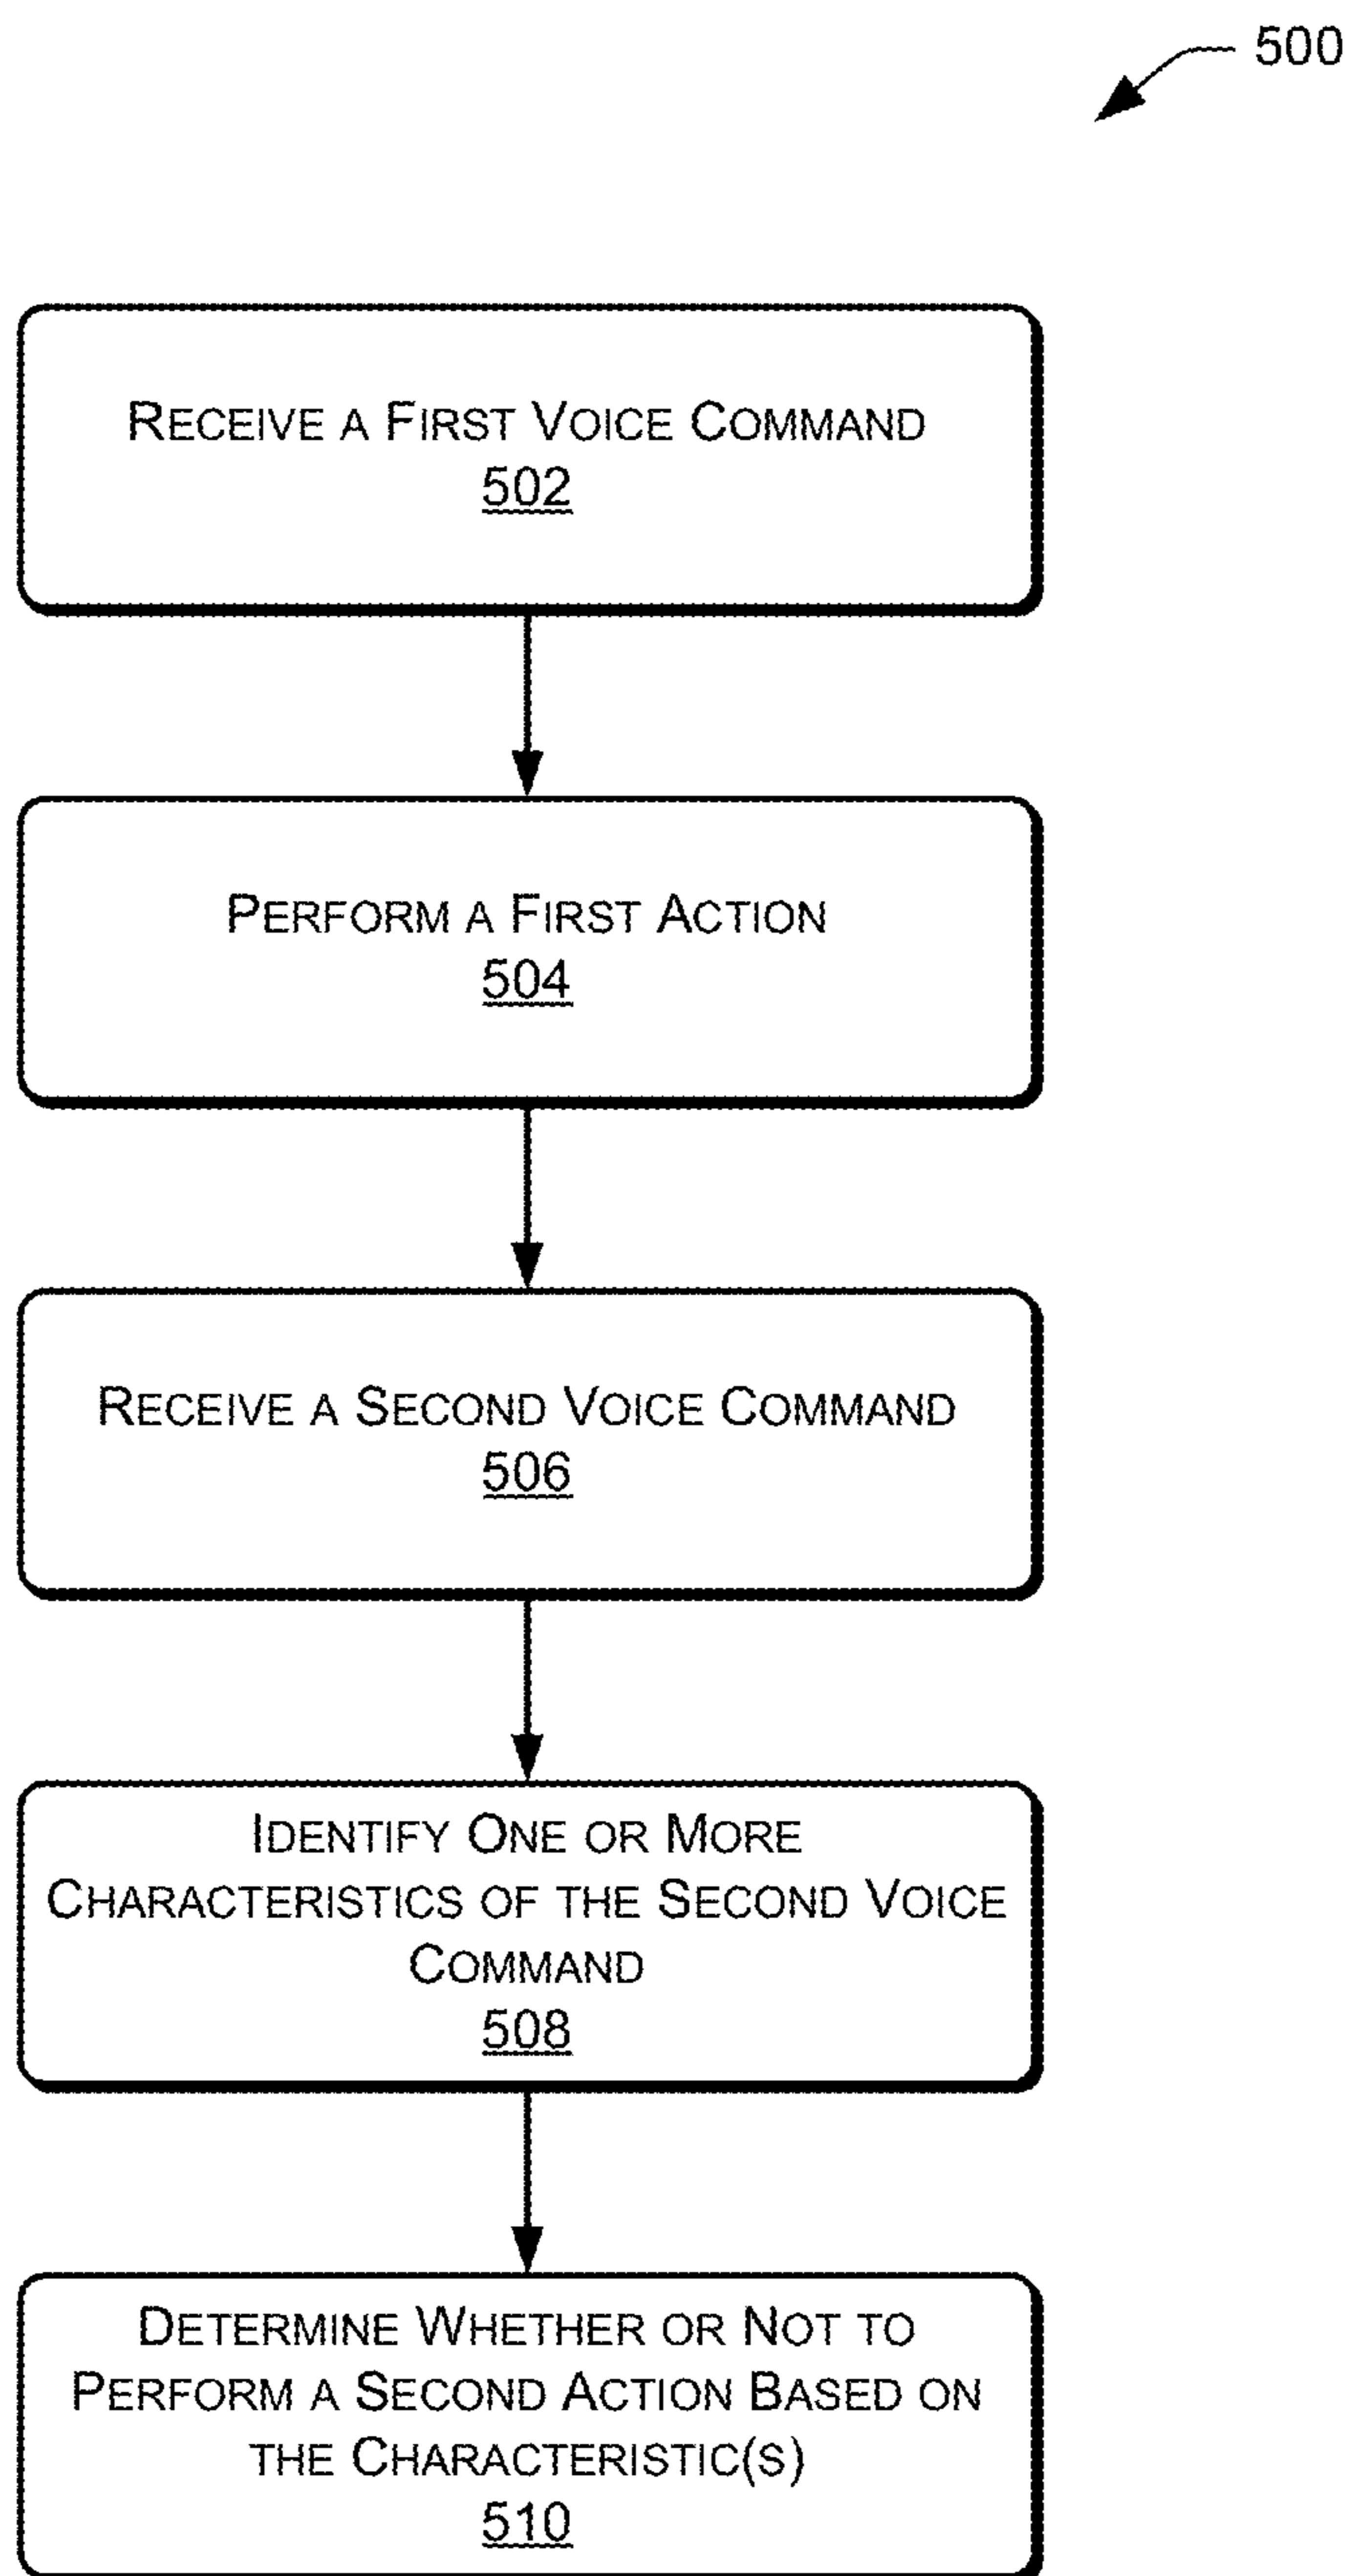 500
RECEIVE A FIRST VOICE COMMAND
502
PERFORM A FIRST ACTION
504
RECEIVE A SECOND VOICE COMMAND
506
IDENTIFY ONE OR MORE
CHARACTERISTICS OF THE SECOND VOICE
COMMAND
508
DETERMINE WHETHER OR NOT TO
PERFORM A SECOND ACTION BASED ON
THE CHARACTERISTIC(S)
510